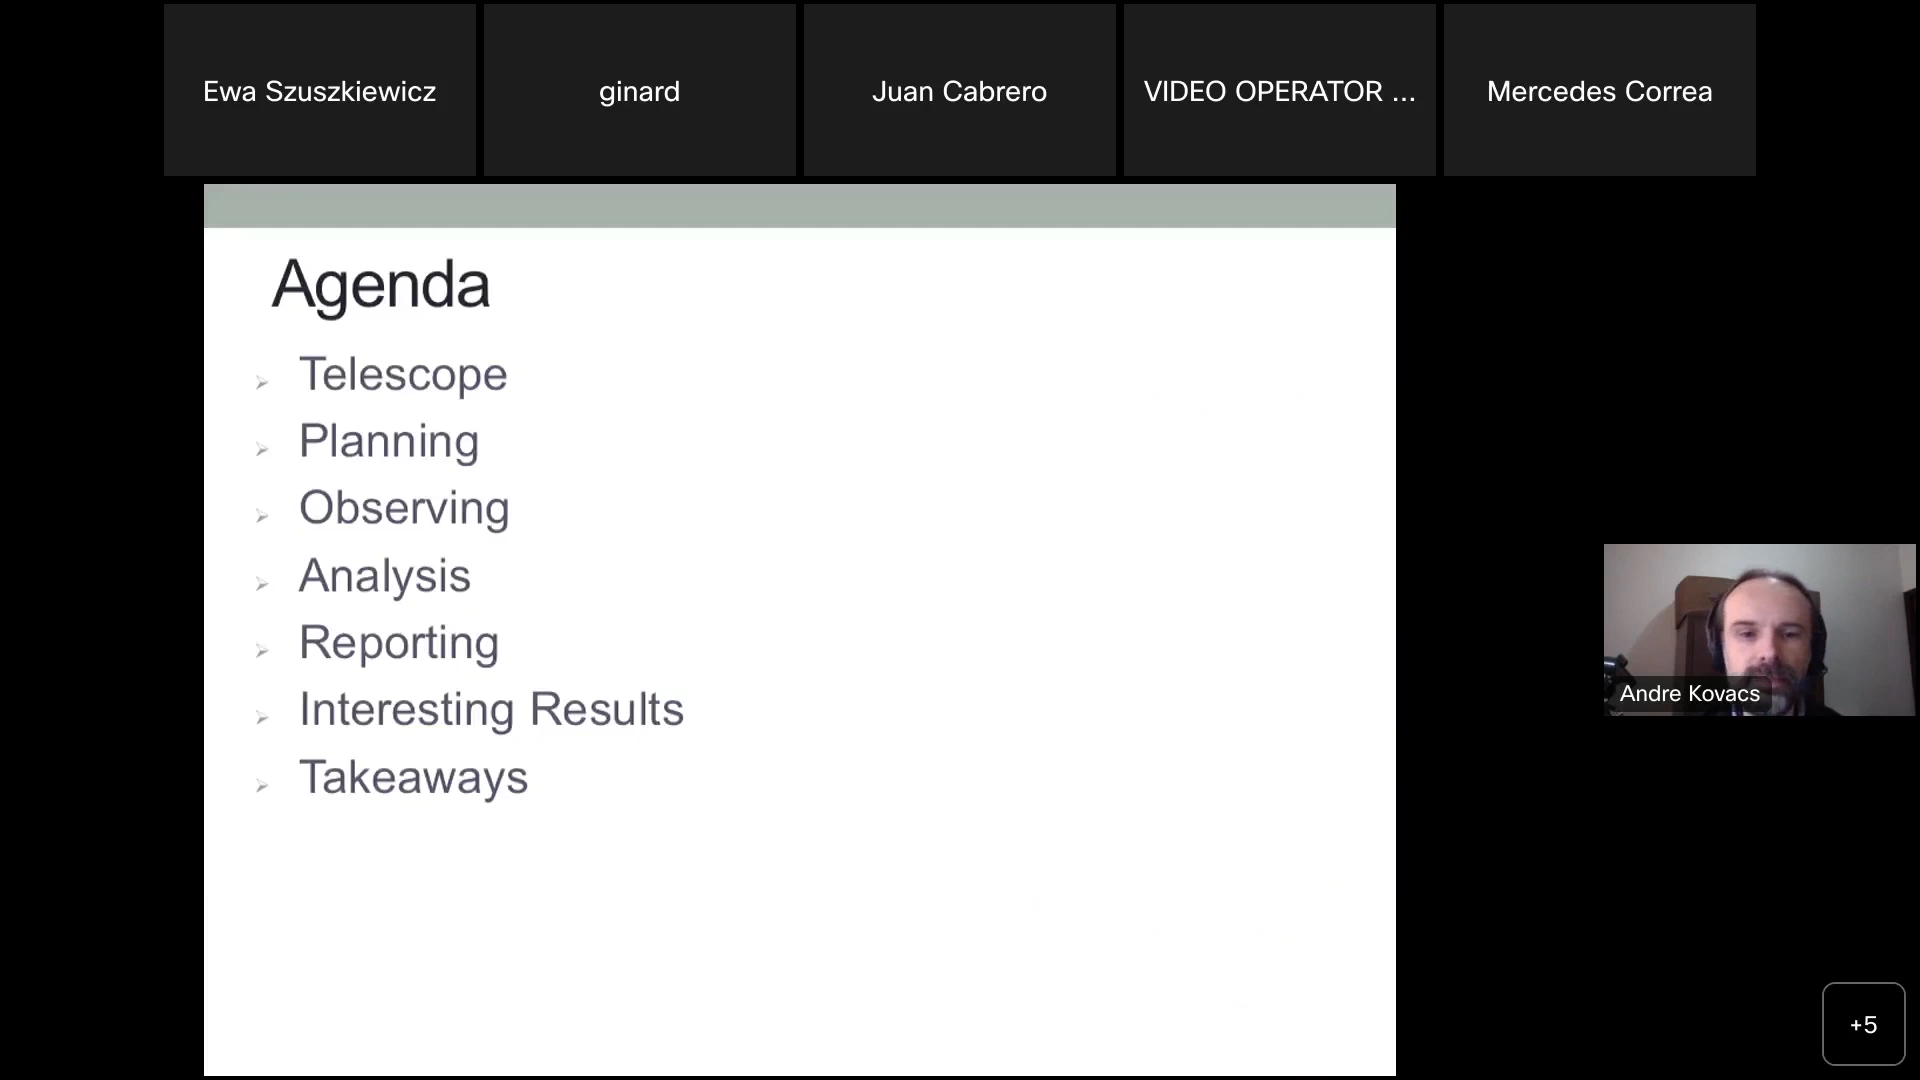 Ewa Szuszkiewicz
ginard
Juan Cabrero
VIDEO OPERATOR ...
Mercedes Correa
Agenda
Telescope
Planning
Observing
Analysis
Reporting
Interesting Results
Takeaways
Andre Kovacs
+5